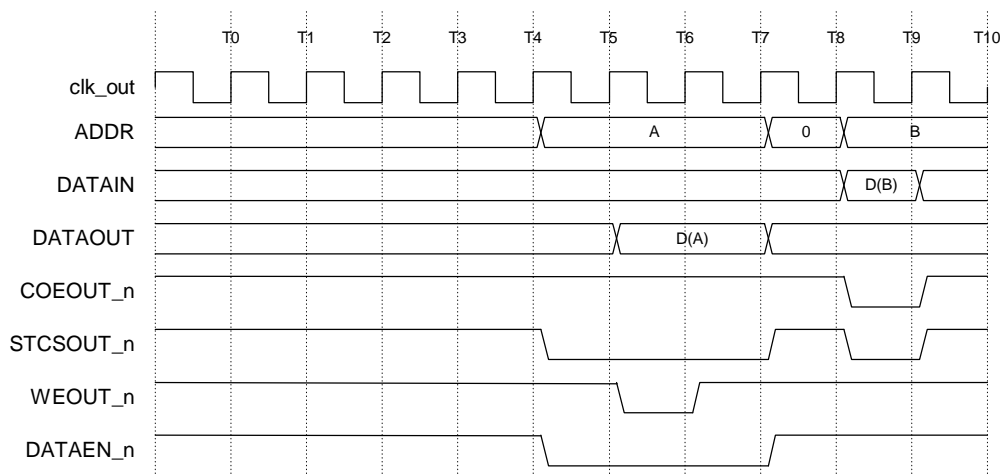 T0 T1 T2 T3 T4 T5 T6 T7 T8 T9 T10
clk_out
ADDR A 0 B
DATAIN D(B)
DATAOUT D(A)
COEOUT_n
STCSOUT_n
WEOUT_n
DATAEN_n